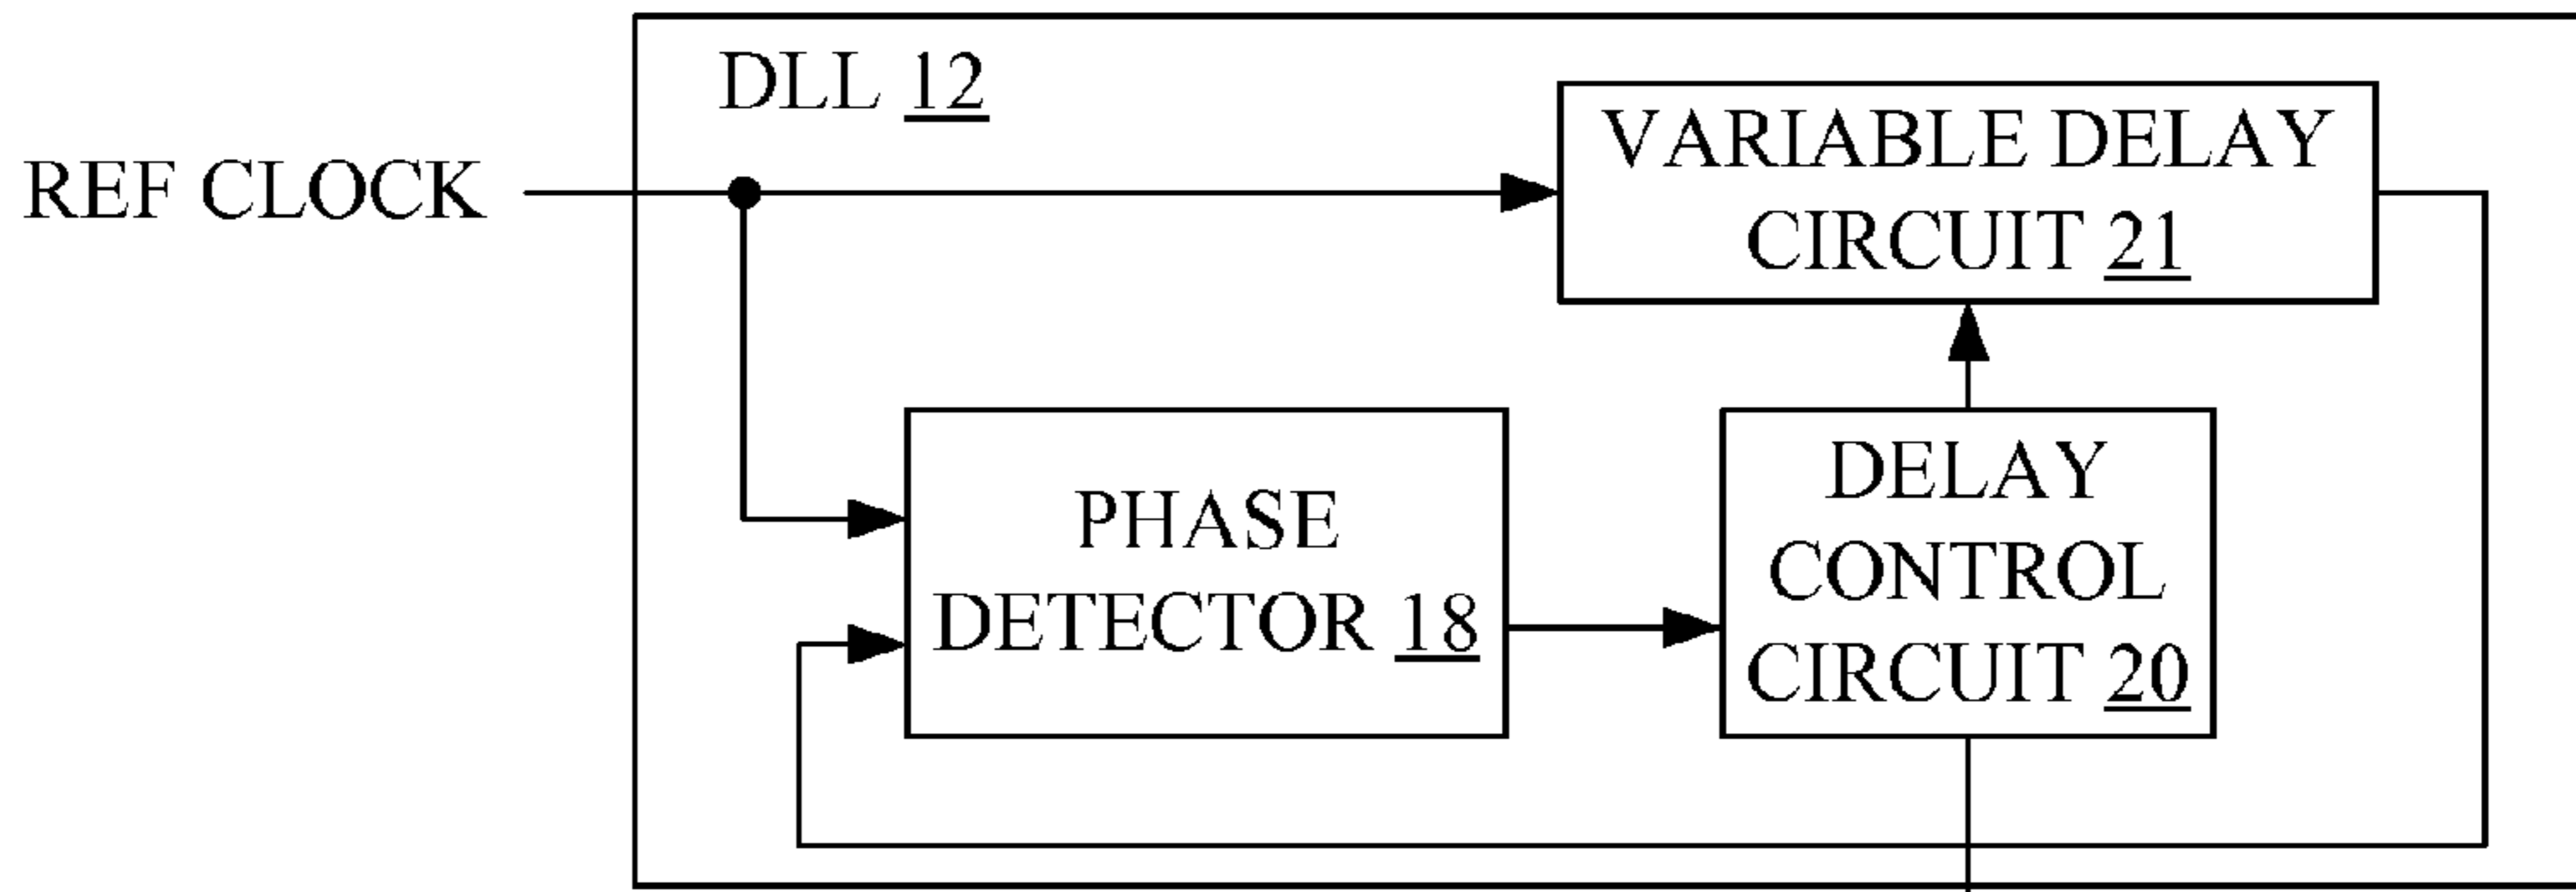 DLL 12
REF CLOCK
VARIABLE DELAY
CIRCUIT 21
PHASE
DETECTOR 18
DELAY
CONTROL
CIRCUIT 20